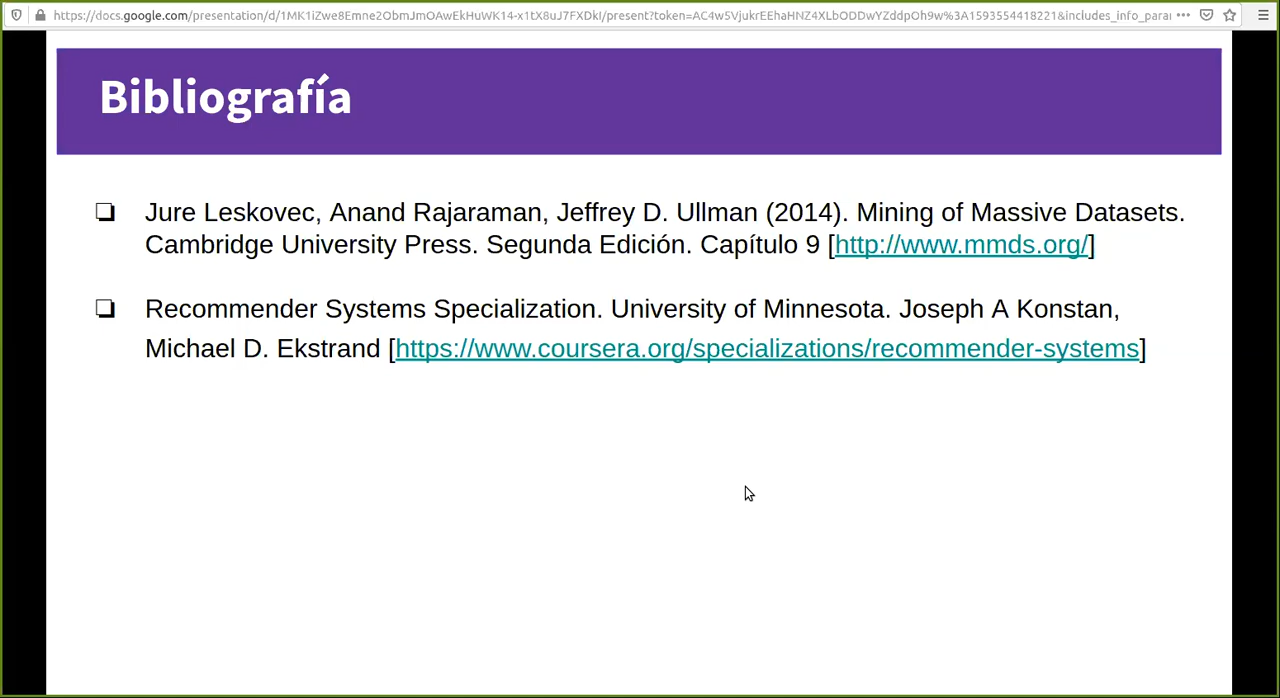 https://docs.google.com/presentation/d/1MK1iZwe8Emne2ObmJmOAwEkHuWK14-x1tX8uJ7FXDkI/present?token=AC4w5VjukrEEhaHNZ4XLbODDwYZddpOh9w%3A1593554418221&includes_info_parar
Bibliografía
Jure Leskovec, Anand Rajaraman, Jeffrey D. Ullman (2014). Mining of Massive Datasets.
Cambridge University Press. Segunda Edición. Capítulo 9 [http://www.mmds.org/]
Recommender Systems Specialization. University of Minnesota. Joseph A Konstan,
Michael D. Ekstrand [https://www.coursera.org/specializations/recommender-systems]